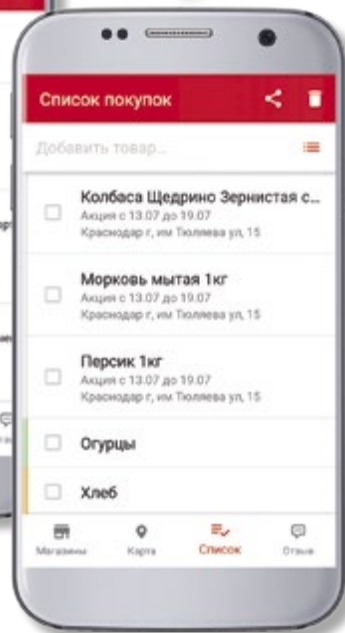 Список покупок
Добавить товар...
Колбаса Щедрино Зернистая с...
Акция с 13.07 до 19.07
Краснодар г, им Тюляева ул, 15
Морковь мытая 1кг
Акция с 13.07 до 19.07
Краснодар г, им Тюляева ул, 15
Персик 1кг
Акция с 13.07 до 19.07
Краснодар г, им Тюляева ул, 15
Огурцы
Хлеб
Магазины Карта Список Отзыв